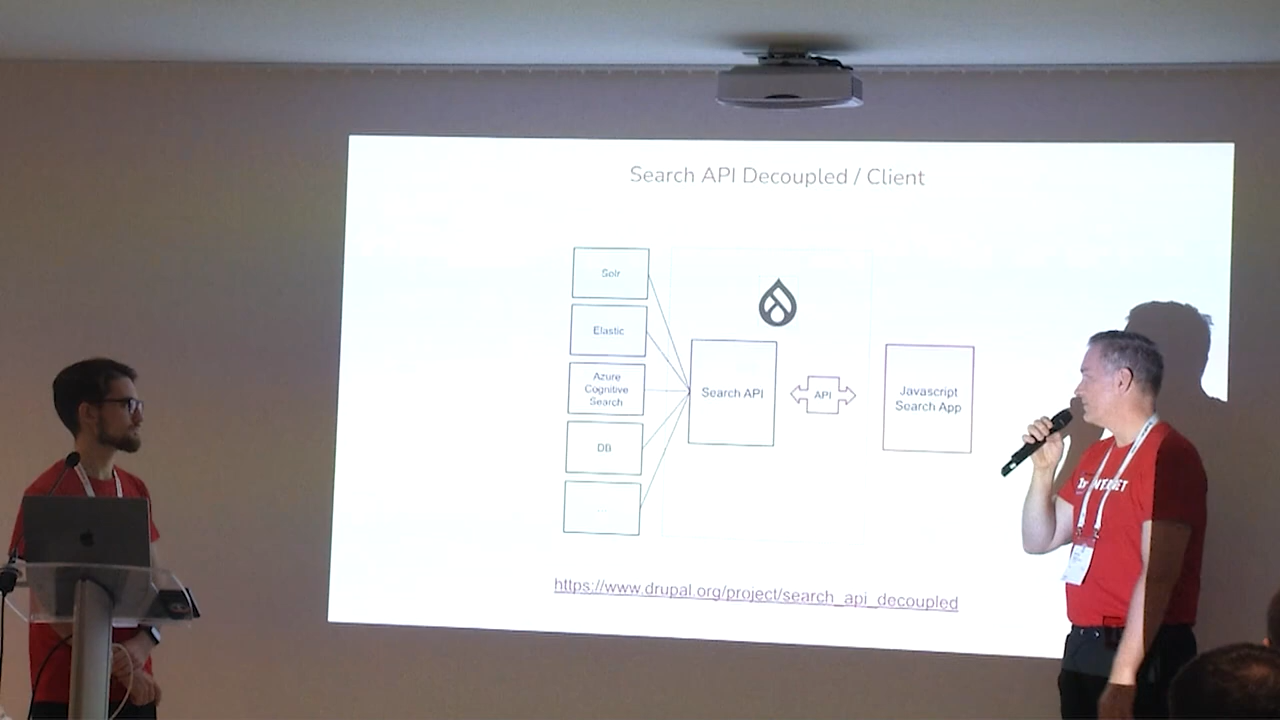 Search API Decoupled / Client
Solr
Elastic
Azure
Cognitive
Search
DB
...
Search API
API
Javascript
Search App
https://www.drupal.org/project/search_api_decoupled